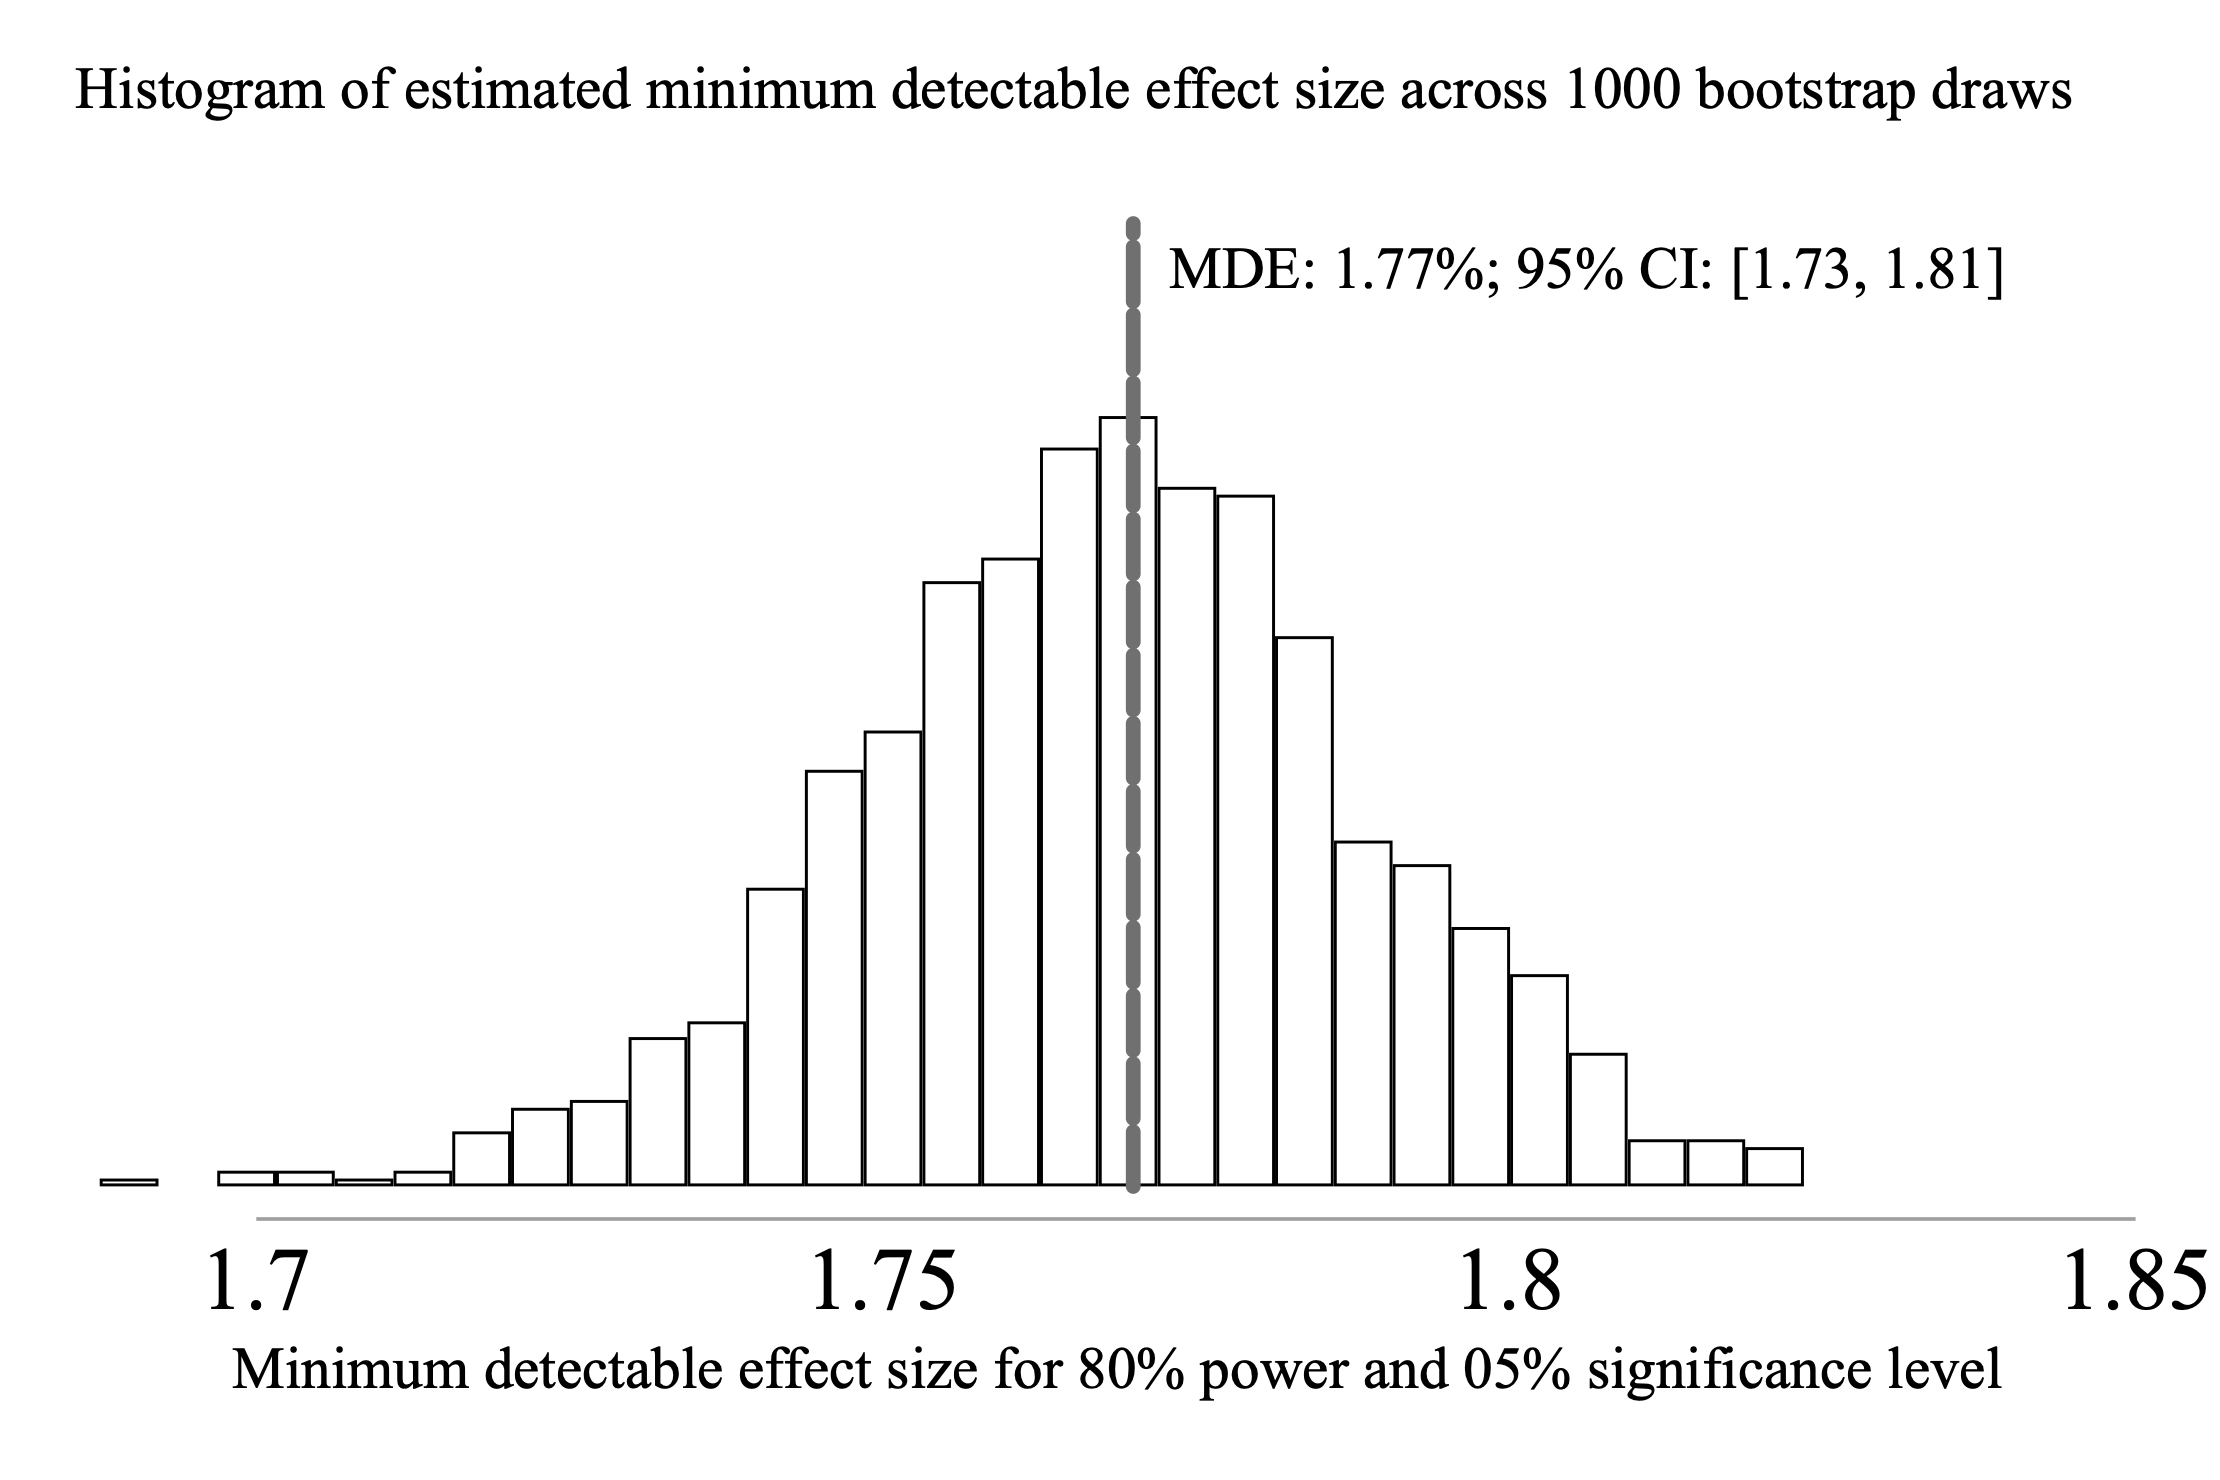 Histogram of estimated minimum detectable effect size across 1000 bootstrap draws
MDE: 1.77%; 95% CI: [1.73, 1.81]
1.7 1.75 1.8 1.85
Minimum detectable effect size for 80% power and 05% significance level